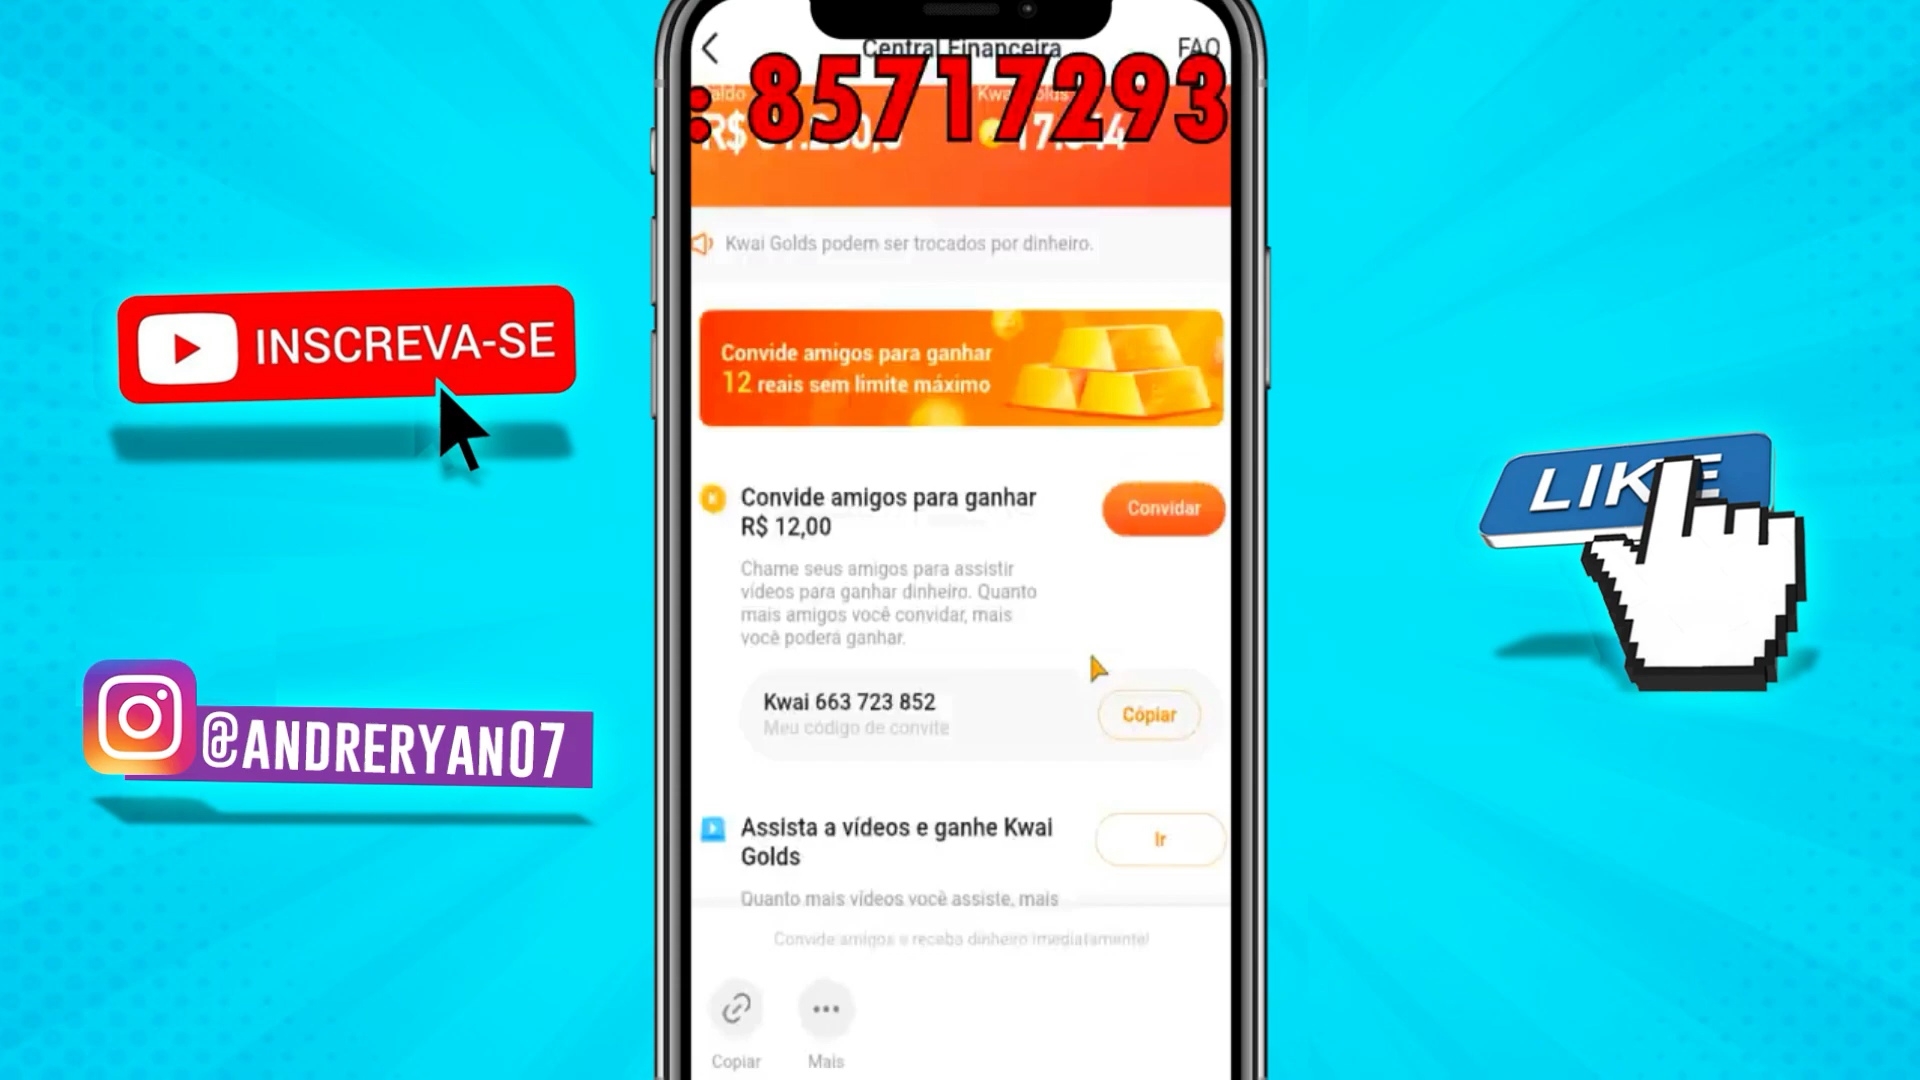 Central Financeira
FAQ
: 85717293
R$
Kwai Golds podem ser trocados por dinheiro.
Convide amigos para ganhar
12 reais sem limite máximo
Convide amigos para ganhar
R$ 12,00
Convidar
Chame seus amigos para assistir
vídeos para ganhar dinheiro. Quanto
mais amigos você convidar, mais
você poderá ganhar.
Kwai 663 723 852
Meu código de convite
Copiar
Assista a vídeos e ganhe Kwai
Golds
Ir
Quanto mais vídeos você assiste, mais
Convide amigos e receba dinheiro imediatamente!
Copiar
Mais
INSCREVA-SE
@ANDRERYAN07
LIKE